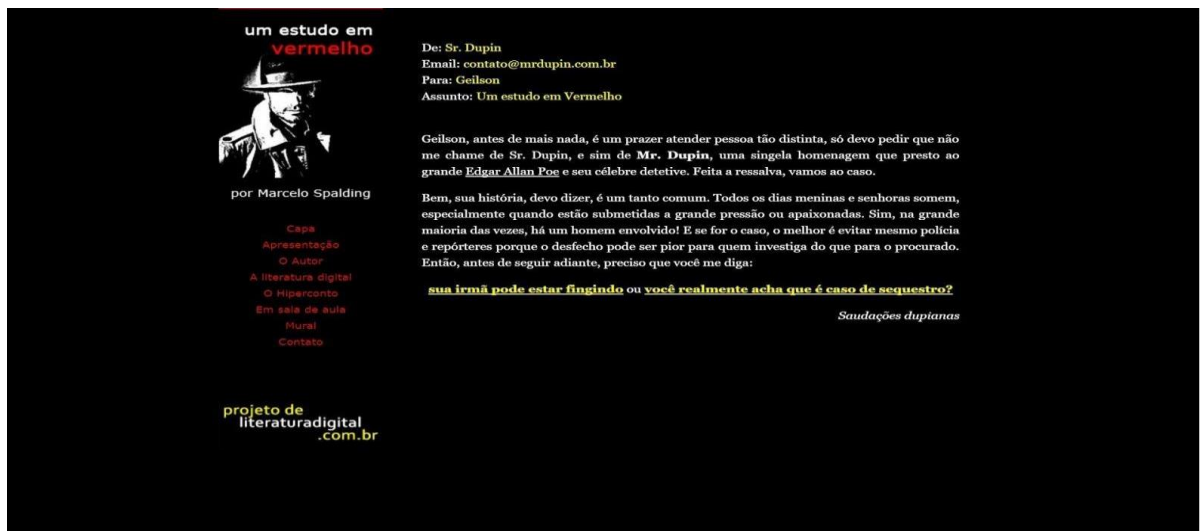 um estudo em
vermelho
por Marcelo Spalding
Capa
Apresentação
O Autor
A literatura digital
O Hiperconto
Em sala de aula
Mural
Contato
projeto de
literaturadigital
.com.br
De: Sr. Dupin
Email: contato@mrdupin.com.br
Para: Geilson
Assunto: Um estudo em Vermelho
Geilson, antes de mais nada, é um prazer atender pessoa tão distinta, só devo pedir que não
me chame de Sr. Dupin, e sim de Mr. Dupin, uma singela homenagem que presto ao
grande Edgar Allan Poe e seu célebre detetive. Feita a ressalva, vamos ao caso.
Bem, sua história, devo dizer, é um tanto comum. Todos os dias meninas e senhoras somem,
especialmente quando estão submetidas a grande pressão ou apaixonadas. Sim, na grande
maioria das vezes, há um homem envolvido! E se for o caso, o melhor é evitar mesmo polícia
e repórteres porque o desfecho pode ser pior para quem investiga do que para o procurado.
Então, antes de seguir adiante, preciso que você me diga:
sua irmã pode estar fingindo ou você realmente acha que é caso de sequestro?
Saudações dupianas